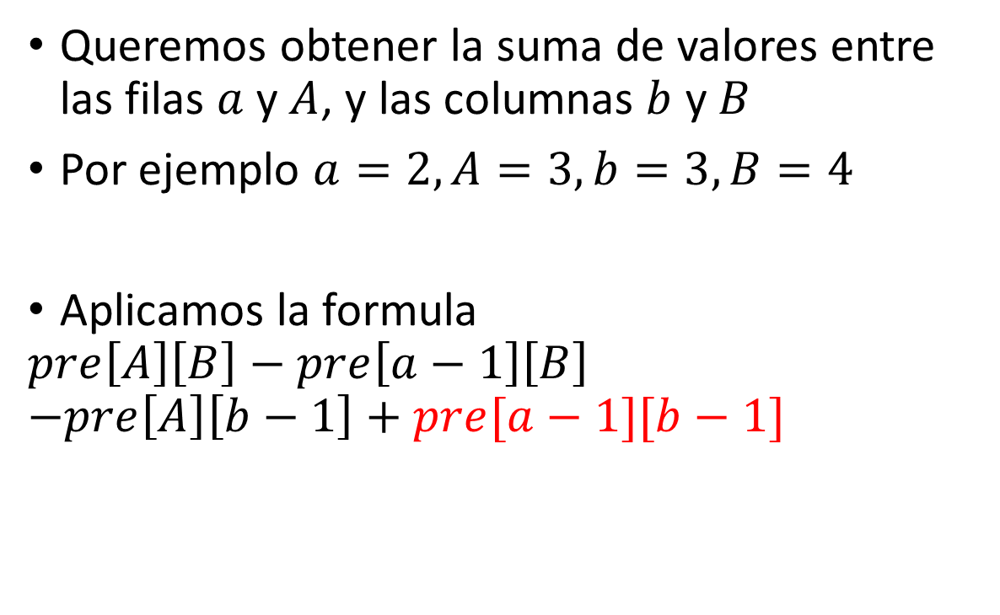 • Queremos obtener la suma de valores entre
las filas a y A, y las columnas b y B
• Por ejemplo a = 2, A = 3, b = 3, B = 4
• Aplicamos la formula
pre[A][B] − pre[a − 1][B]
−pre[A][b − 1] + pre[a − 1][b − 1]